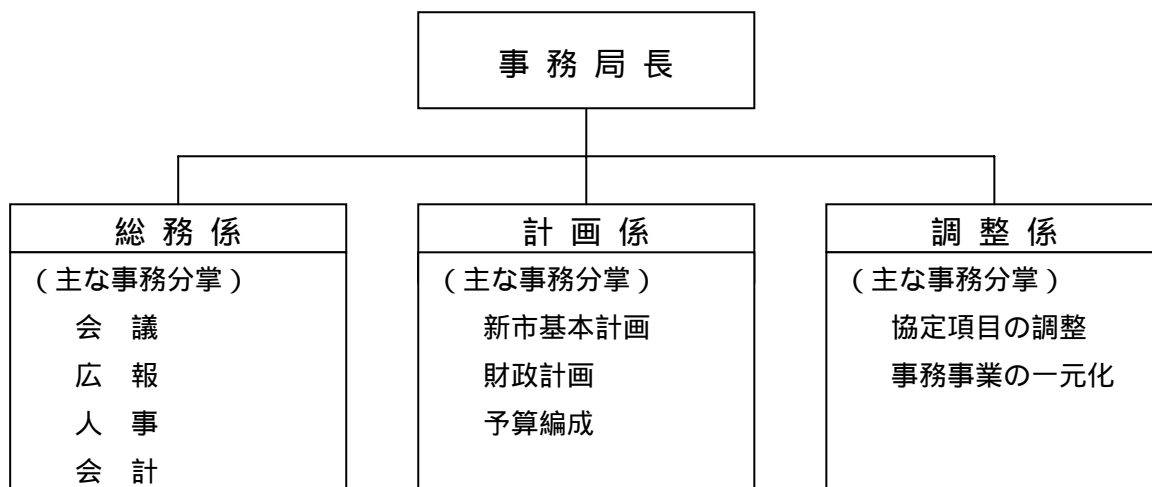 事務局長
総務係
(主な事務分掌)
会　議
広　報
人　事
会　計
計画係
(主な事務分掌)
新市基本計画
財政計画
予算編成
調整係
(主な事務分掌)
協定項目の調整
事務事業の一元化